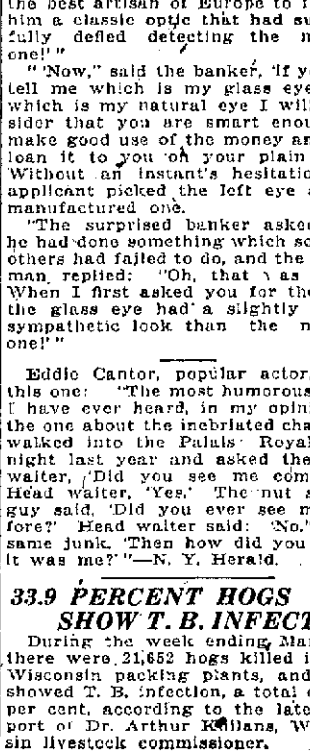 the best artisan of Europe to f
him a classic optic that had su
fully defied detecting the n
one!'"
"'Now,' said the banker, 'If y
tell me which is my glass eye
which is my natural eye I will
sider that you are smart enou
make good use of the money an
loan it to you on your plain
Without an instant's hesitatio
applicant picked the left eye a
manufactured one.
"The surprised banker asked
he had done something which so
others had failed to do, and the
man replied: "Oh, that as
When I first asked you for the
the glass eye had a slightly
sympathetic look than the n
one!'"
Eddie Cantor, popular actor,
this one: "The most humorous
I have ever heard, in my opin
the one about the inebriated cha
walked into the Palais Royal
night last year and asked the
waiter, 'Did you see me com
Head waiter, 'Yes.' The nut s
guy said, 'Did you ever see m
fore?' Head waiter said: 'No.'
same junk. 'Then how did you
it was me?'"—N. Y. Herald.
33.9 PERCENT HOGS
SHOW T. B. INFECT
During the week ending Mar
there were 21,652 hogs killed i
Wisconsin packing plants, and
showed T. B. infection, a total o
per cent, according to the late
port of Dr. Arthur W
sin livestock commissioner.